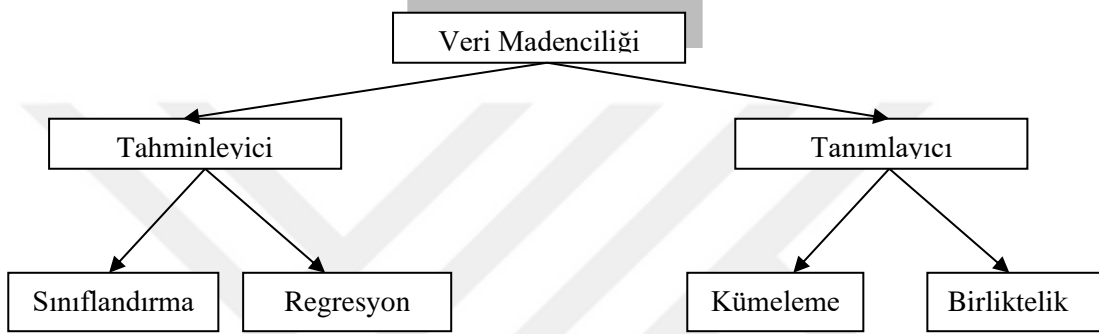 Veri Madenciliği
Tahminleyici
Tanımlayıcı
Sınıflandırma
Regresyon
Kümeleme
Birliktelik